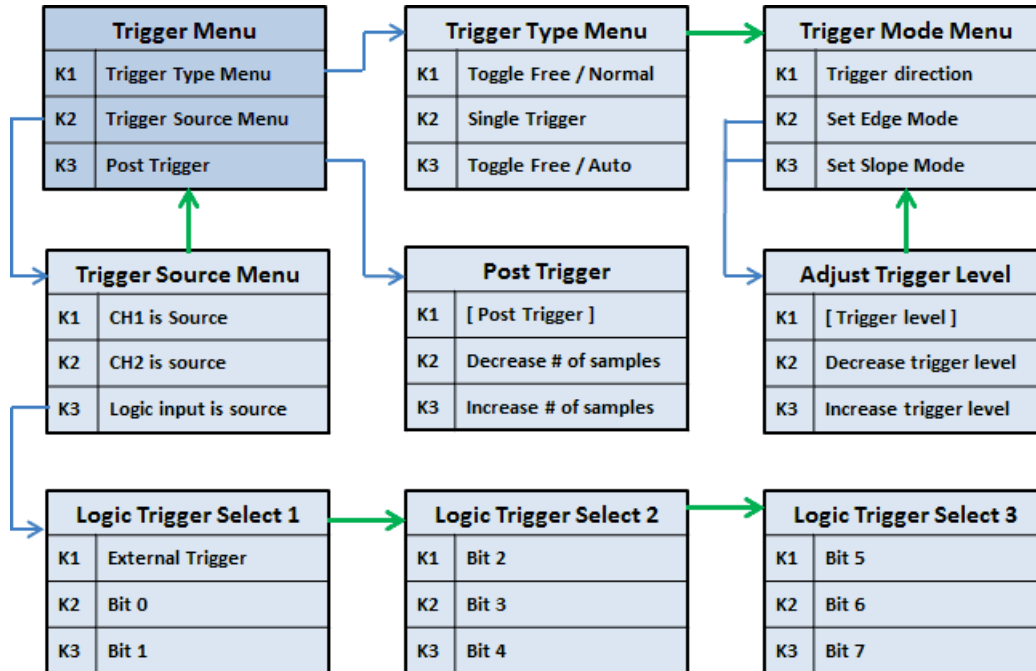 Trigger Menu
K1 Trigger Type Menu
K2 Trigger Source Menu
K3 Post Trigger
Trigger Type Menu
K1 Toggle Free / Normal
K2 Single Trigger
K3 Toggle Free / Auto
Trigger Mode Menu
K1 Trigger direction
K2 Set Edge Mode
K3 Set Slope Mode
Trigger Source Menu
K1 CH1 is Source
K2 CH2 is source
K3 Logic input is source
Post Trigger
K1 [ Post Trigger ]
K2 Decrease # of samples
K3 Increase # of samples
Adjust Trigger Level
K1 [ Trigger level ]
K2 Decrease trigger level
K3 Increase trigger level
Logic Trigger Select 1
K1 External Trigger
K2 Bit 0
K3 Bit 1
Logic Trigger Select 2
K1 Bit 2
K2 Bit 3
K3 Bit 4
Logic Trigger Select 3
K1 Bit 5
K2 Bit 6
K3 Bit 7